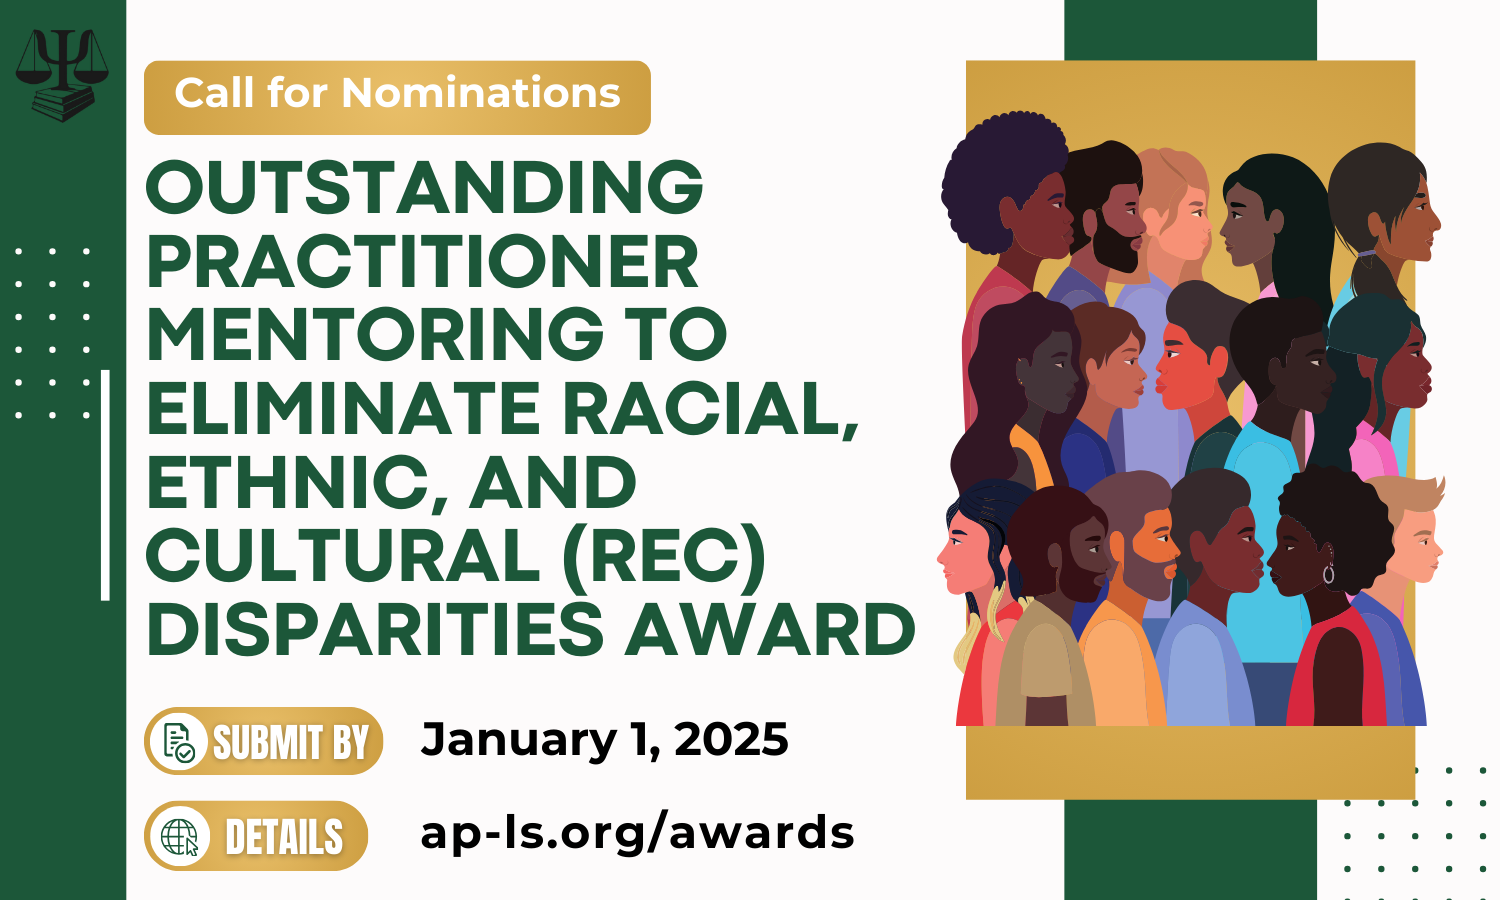 Call for Nominations
OUTSTANDING
PRACTITIONER
MENTORING TO
ELIMINATE RACIAL,
ETHNIC, AND
CULTURAL (REC)
DISPARITIES AWARD
SUBMIT BY January 1, 2025
DETAILS ap-ls.org/awards